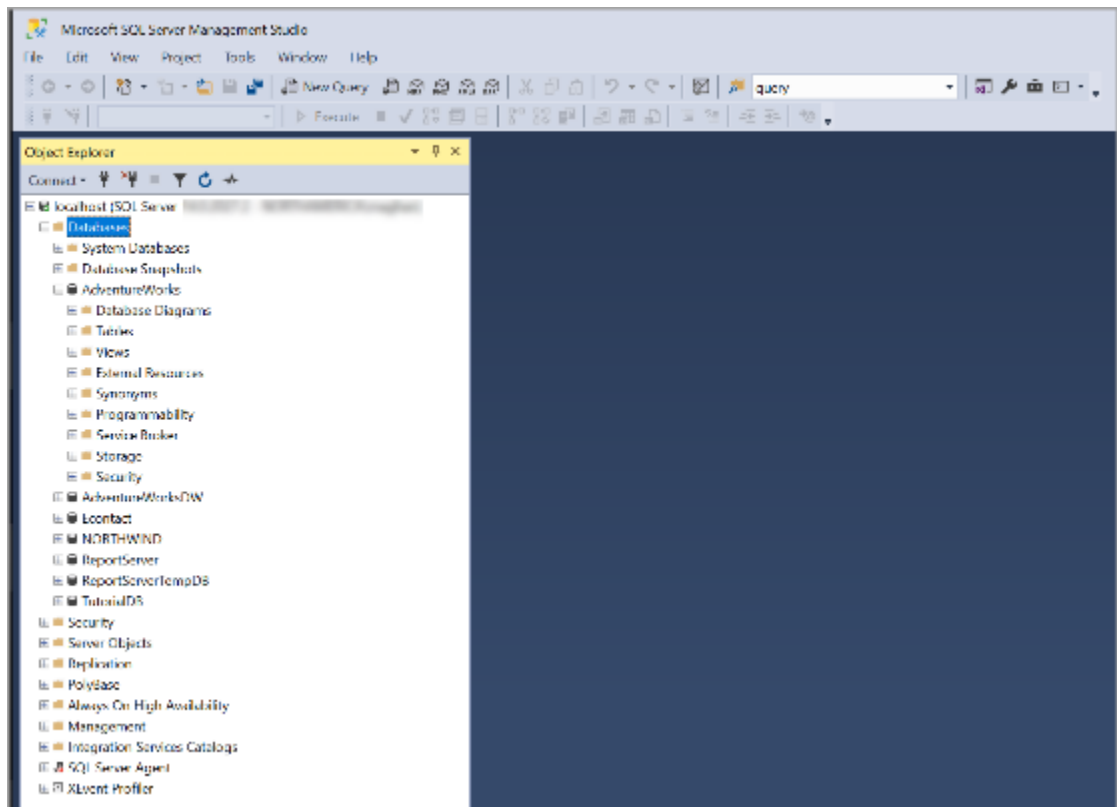 Microsoft SQL Server Management Studio
File Edit View Project Tools Window Help
New Query query
Execute
Object Explorer
Connect
localhost (SQL Server
Databases
System Databases
Database Snapshots
AdventureWorks
Database Diagrams
Tables
Views
External Resources
Synonyms
Programmability
Service Broker
Storage
Security
AdventureWorksDW
Econtact
NORTHWIND
ReportServer
ReportServerTempDB
TutorialDB
Security
Server Objects
Replication
PolyBase
Always On High Availability
Management
Integration Services Catalogs
SQL Server Agent
XEvent Profiler